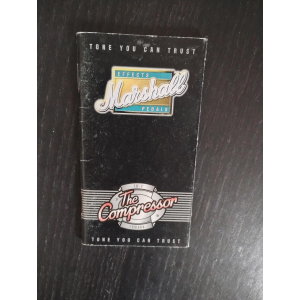 TONE YOU CAN TRUST
EFFECTS
Marshall
PEDALS
The
Compressor
TONE YOU CAN TRUST